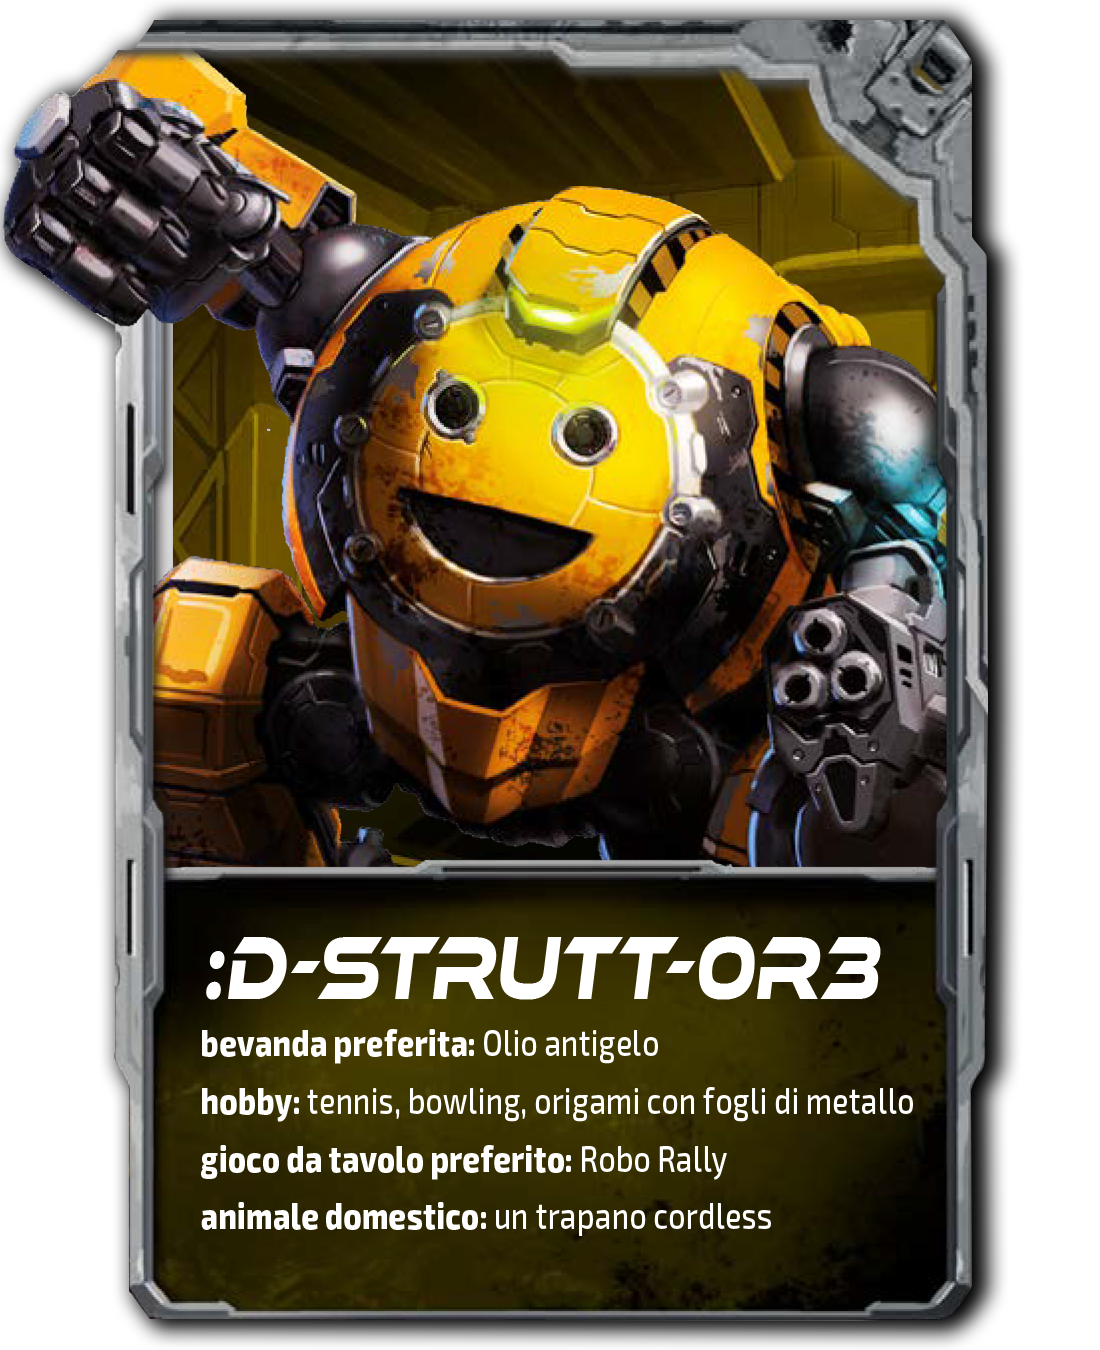 :D-STRUTT-0R3
bevanda preferita: Olio antigelo
hobby: tennis, bowling, origami con fogli di metallo
gioco da tavolo preferito: Robo Rally
animale domestico: un trapano cordless